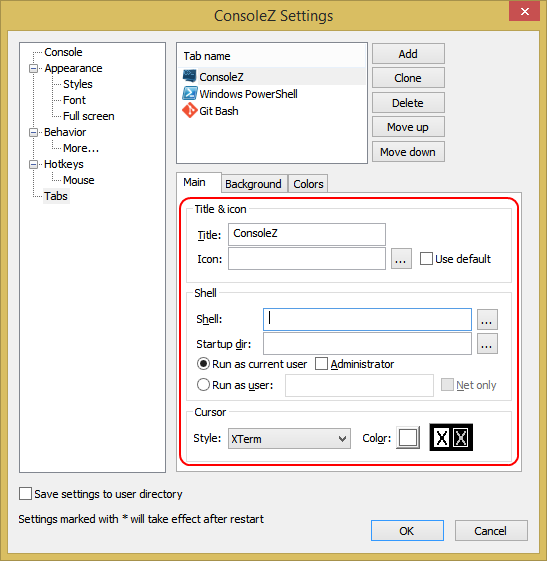 ConsoleZ Settings
Console
Appearance
Styles
Font
Full screen
Behavior
More...
Hotkeys
Mouse
Tabs
Tab name
ConsoleZ
Windows PowerShell
Git Bash
Add
Clone
Delete
Move up
Move down
Main Background Colors
Title & icon
Title: ConsoleZ
Icon: ... Use default
Shell
Shell: ...
Startup dir: ...
Run as current user Administrator
Run as user: Net only
Cursor
Style: XTerm Color: X X
Save settings to user directory
Settings marked with * will take effect after restart
OK Cancel